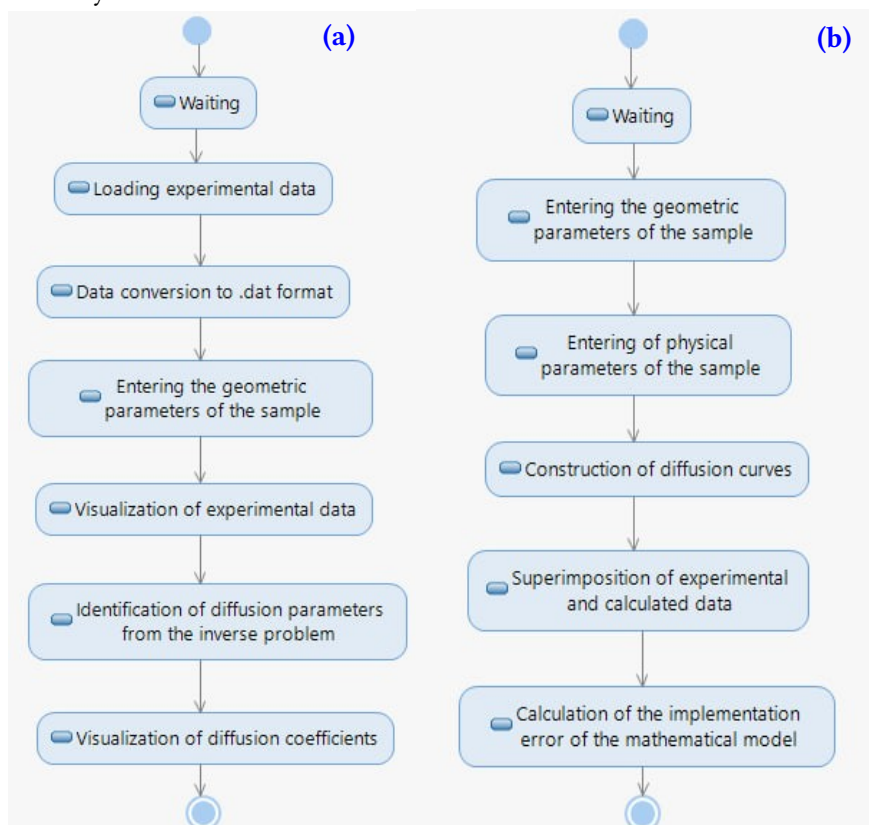 (a)
Waiting
Loading experimental data
Data conversion to .dat format
Entering the geometric
parameters of the sample
Visualization of experimental data
Identification of diffusion parameters
from the inverse problem
Visualization of diffusion coefficients
(b)
Waiting
Entering the geometric
parameters of the sample
Entering of physical
parameters of the sample
Construction of diffusion curves
Superimposition of experimental
and calculated data
Calculation of the implementation
error of the mathematical model